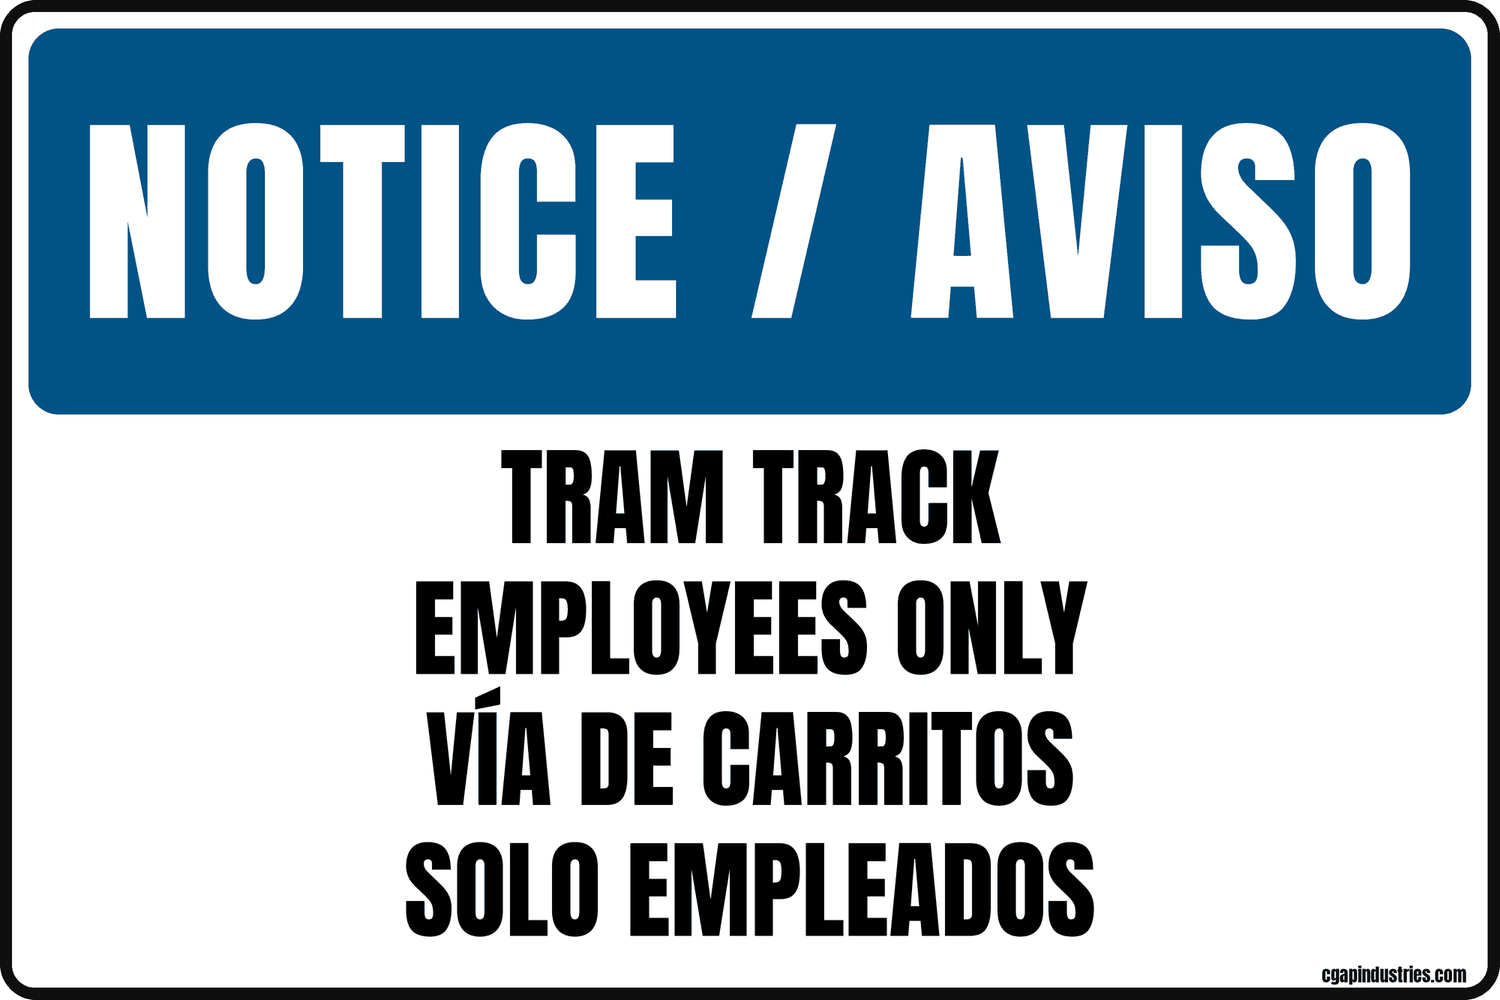 NOTICE / AVISO
TRAM TRACK
EMPLOYEES ONLY
VÍA DE CARRITOS
SOLO EMPLEADOS
cgapindustries.com